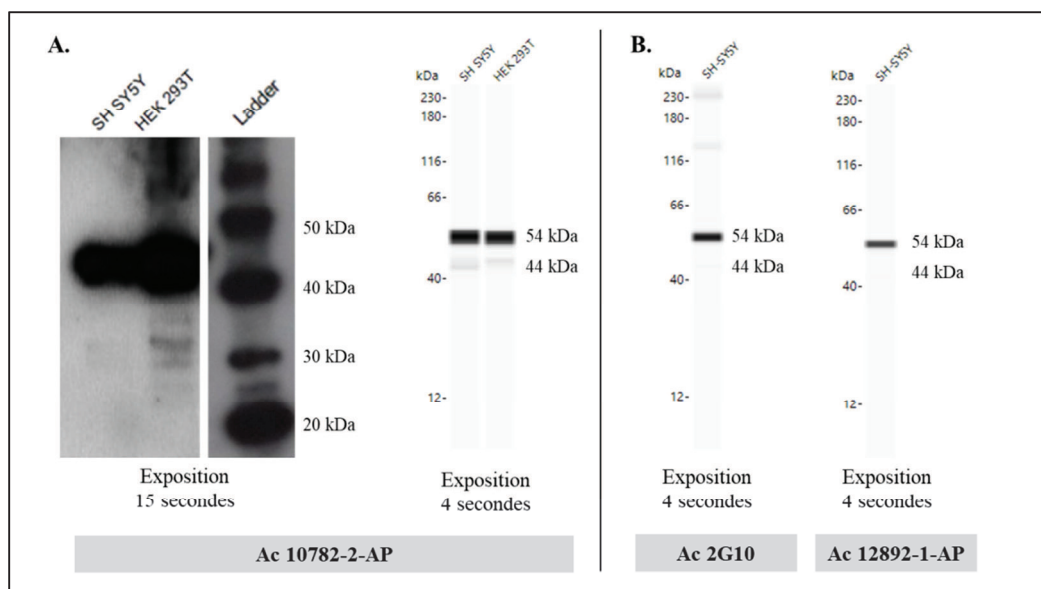 A.
SH SY5Y
HEK 293T
Ladder
50 kDa
40 kDa
30 kDa
20 kDa
Exposition
15 secondes
kDa
SH SY5Y
HEK 293T
230-
180-
116-
66-
40-
12-
54 kDa
44 kDa
Exposition
4 secondes
Ac 10782-2-AP
B.
kDa
SH-SY5Y
230-
180-
116-
66-
40-
12-
54 kDa
44 kDa
Exposition
4 secondes
Ac 2G10
kDa
SH-SY5Y
230-
180-
116-
66-
40-
12-
54 kDa
44 kDa
Exposition
4 secondes
Ac 12892-1-AP